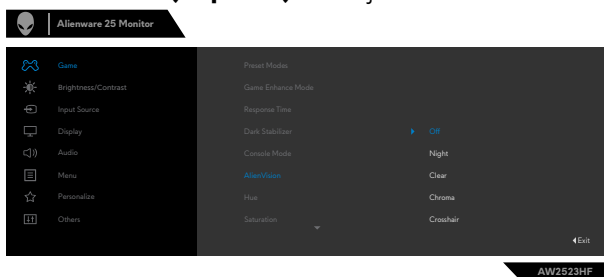 Alienware 25 Monitor
Game
Preset Modes
Brightness/Contrast
Game Enhance Mode
Input Source
Response Time
Display
Dark Stabilizer
Off
Audio
Console Mode
Night
Menu
AlienVision
Clear
Personalize
Hue
Chroma
Others
Saturation
Crosshair
Exit
AW2523HF